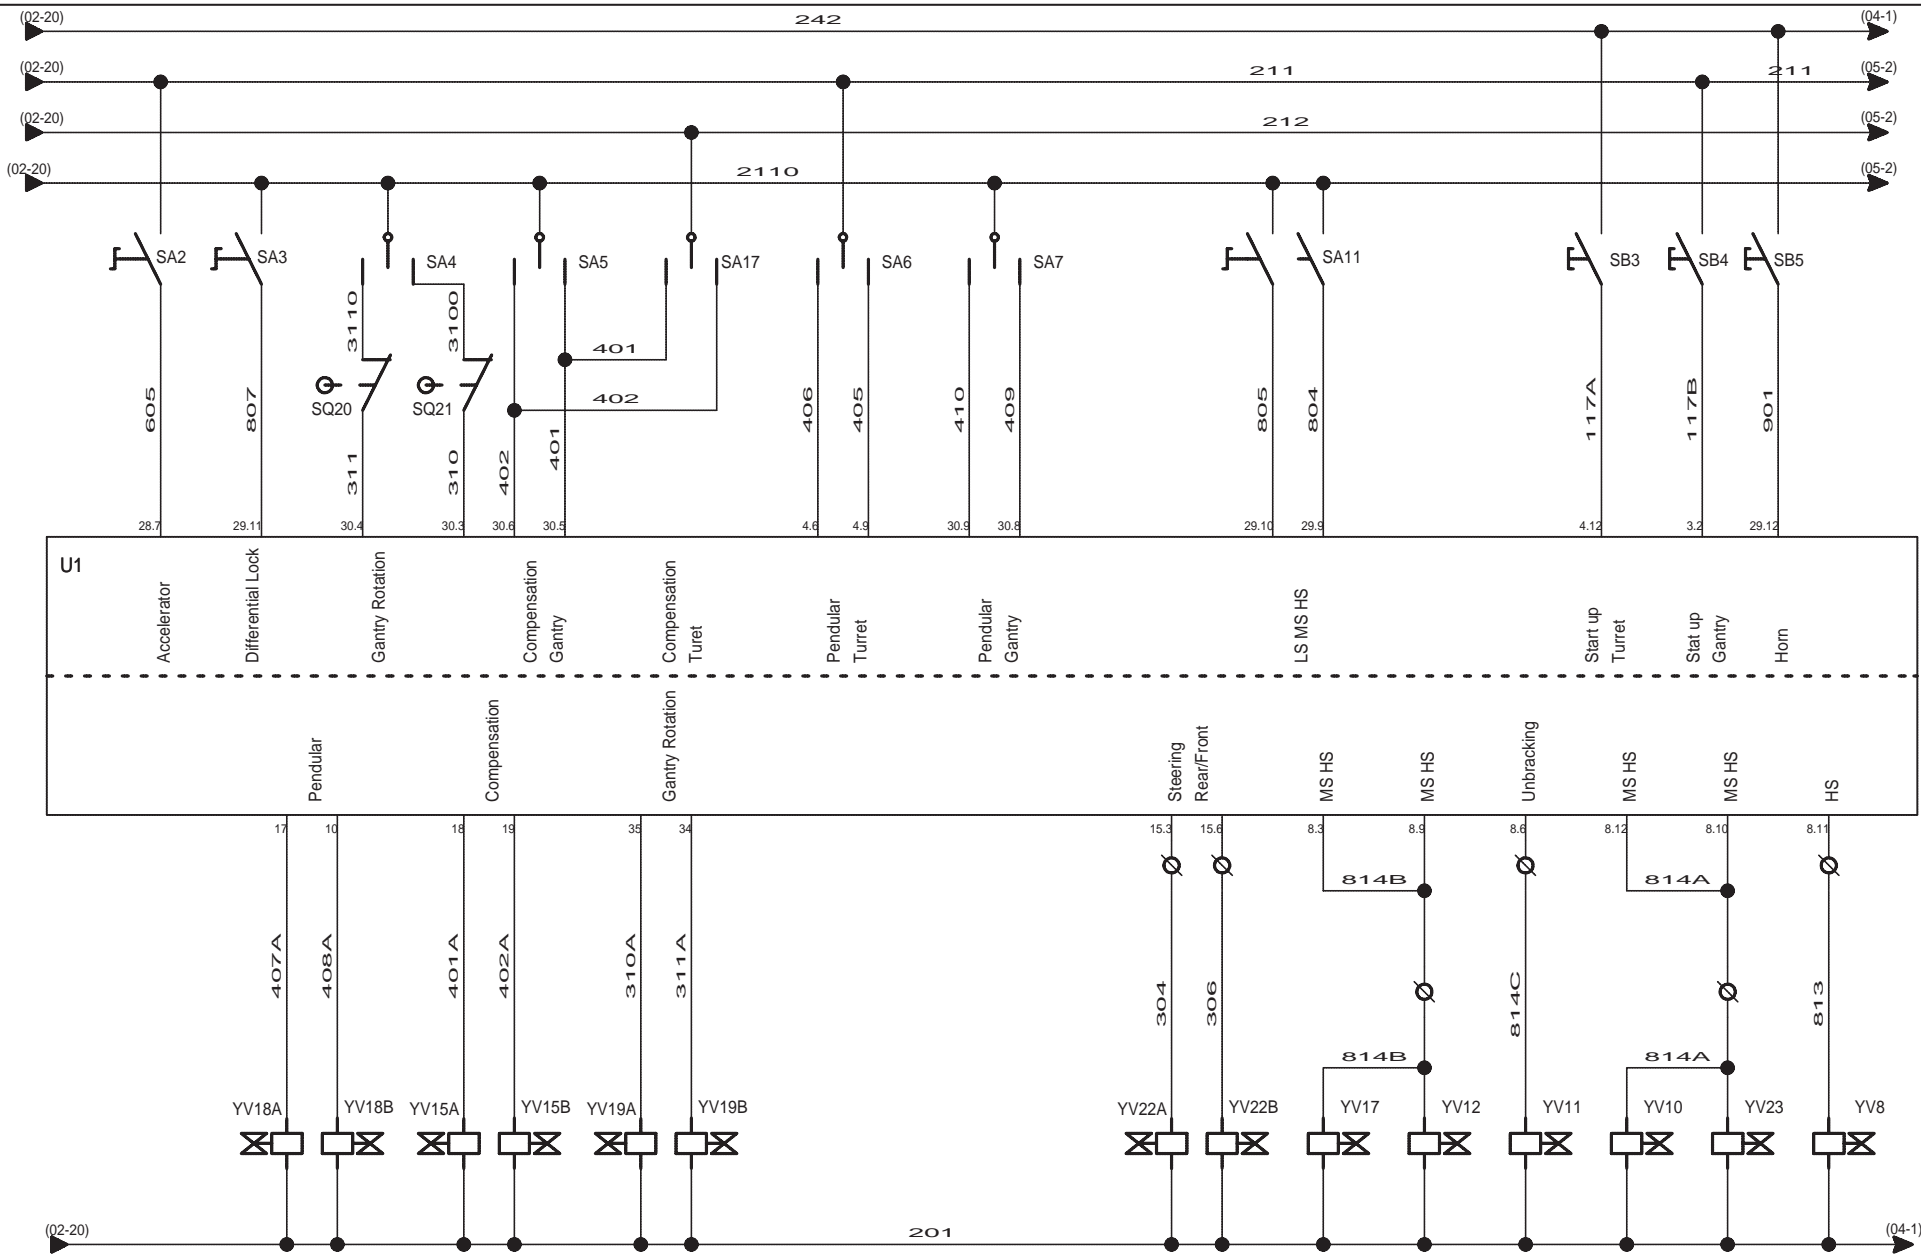 (02-20)
242
(04-1)
(02-20)
211
211
(05-2)
(02-20)
212
(05-2)
(02-20)
2110
(05-2)
SA2
SA3
SA4
SA5
SA17
SA6
SA7
SA11
SB3
SB4
SB5
3110
3100
401
402
SQ20
SQ21
605
807
311
310
402
401
406
405
410
409
805
804
117A
117B
901
28.7
29.11
30.4
30.3
30.6
30.5
4.6
4.9
30.9
30.8
29.10
29.9
4.12
3.2
29.12
U1
Accelerator
Differential Lock
Gantry Rotation
Compensation
Gantry
Compensation
Turet
Pendular
Turret
Pendular
Gantry
LS MS HS
Start up
Turret
Stat up
Gantry
Horn
Pendular
Compensation
Gantry Rotation
Steering
Rear/Front
MS HS
MS HS
Unbracking
MS HS
MS HS
HS
17
10
18
19
35
34
15.3
15.6
8.3
8.9
8.6
8.12
8.10
8.11
814B
814A
407A
408A
401A
402A
310A
311A
304
306
814C
813
814B
814A
YV18A
YV18B
YV15A
YV15B
YV19A
YV19B
YV22A
YV22B
YV17
YV12
YV11
YV10
YV23
YV8
(02-20)
201
(04-1)